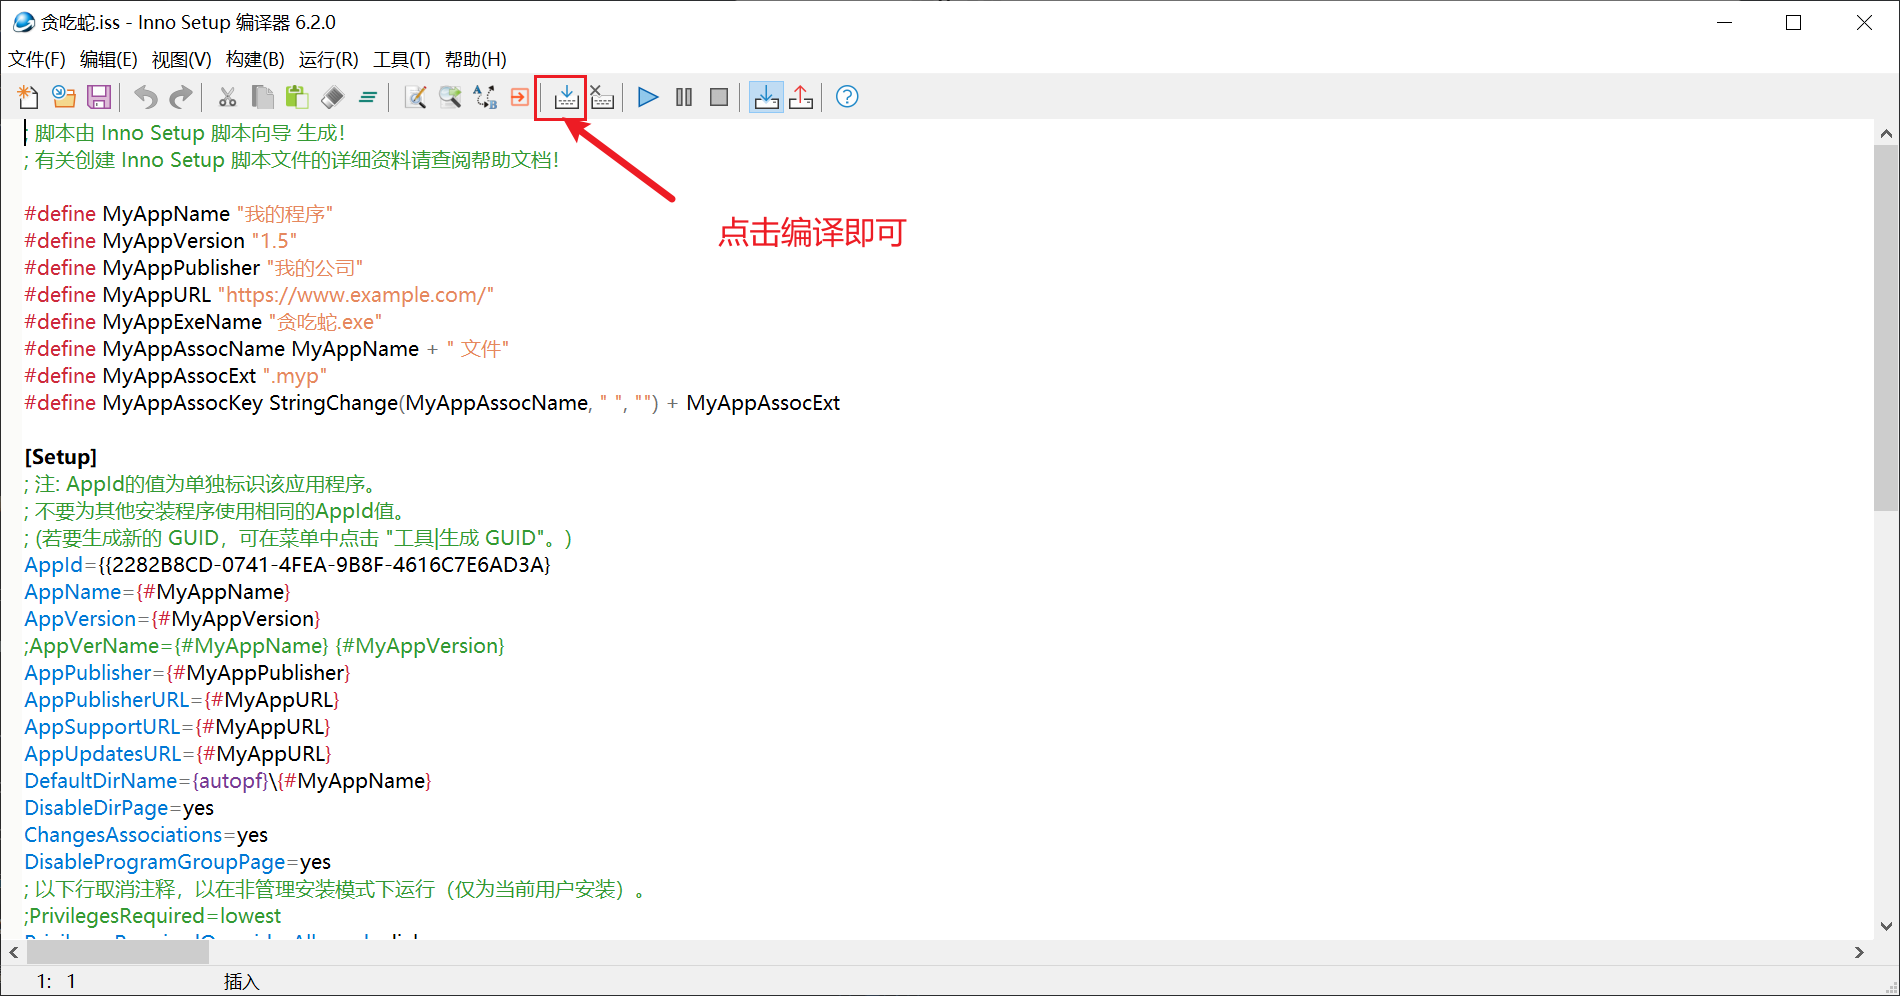 贪吃蛇.iss - Inno Setup 编译器 6.2.0
文件(F) 编辑(E) 视图(V) 构建(B) 运行(R) 工具(T) 帮助(H)
; 脚本由 Inno Setup 脚本向导 生成！
; 有关创建 Inno Setup 脚本文件的详细资料请查阅帮助文档！
#define MyAppName "我的程序"
点击编译即可
#define MyAppVersion "1.5"
#define MyAppPublisher "我的公司"
#define MyAppURL "https://www.example.com/"
#define MyAppExeName "贪吃蛇.exe"
#define MyAppAssocName MyAppName + " 文件"
#define MyAppAssocExt ".myp"
#define MyAppAssocKey StringChange(MyAppAssocName, " ", "") + MyAppAssocExt
[Setup]
; 注: AppId的值为单独标识该应用程序。
; 不要为其他安装程序使用相同的AppId值。
; (若要生成新的 GUID，可在菜单中点击 "工具|生成 GUID"。)
AppId={{2282B8CD-0741-4FEA-9B8F-4616C7E6AD3A}
AppName={#MyAppName}
AppVersion={#MyAppVersion}
;AppVerName={#MyAppName} {#MyAppVersion}
AppPublisher={#MyAppPublisher}
AppPublisherURL={#MyAppURL}
AppSupportURL={#MyAppURL}
AppUpdatesURL={#MyAppURL}
DefaultDirName={autopf}\{#MyAppName}
DisableDirPage=yes
ChangesAssociations=yes
DisableProgramGroupPage=yes
; 以下行取消注释，以在非管理安装模式下运行（仅为当前用户安装）。
;PrivilegesRequired=lowest
1: 1 插入